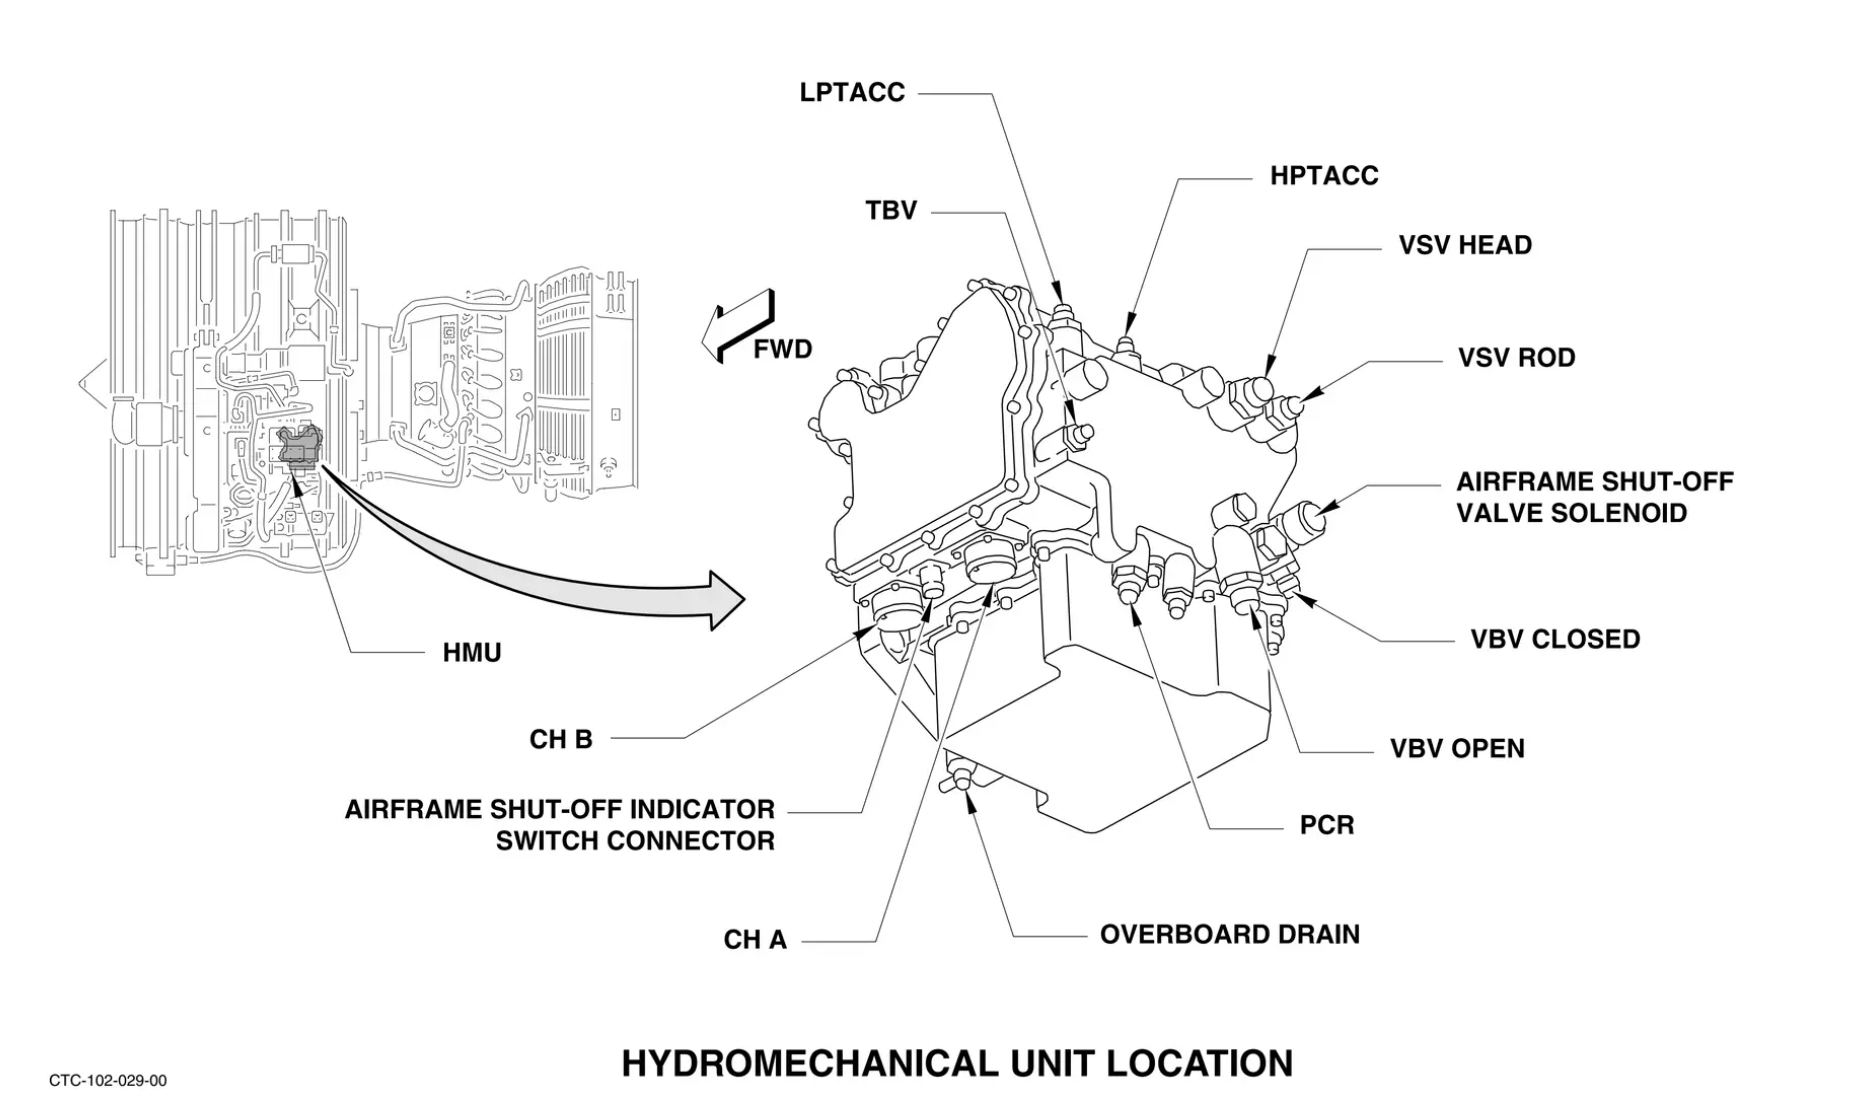 LPTACC
HPTACC
TBV
VSV HEAD
FWD
VSV ROD
C
C
C
AIRFRAME SHUT-OFF
VALVE SOLENOID
HMU
VBV CLOSED
CH B
VBV OPEN
AIRFRAME SHUT-OFF INDICATOR
SWITCH CONNECTOR
PCR
CH A
OVERBOARD DRAIN
HYDROMECHANICAL UNIT LOCATION
CTC-102-029-00